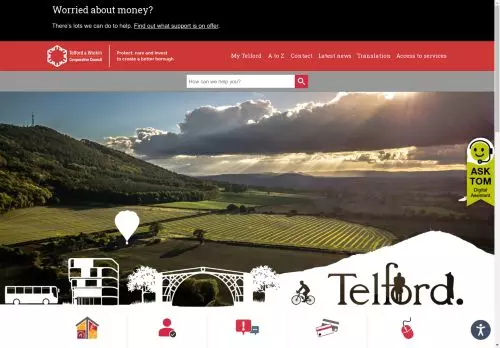 Worried about money?
There's lots we can do to help. Find out what support is on offer.
Telford & Wrekin
Co-operative Council
Protect, care and invest
to create a better borough
My Telford
A to Z
Contact
Latest news
Translation
Access to services
How can we help you?
ASK
TOM
Digital
Assistant
Telford.